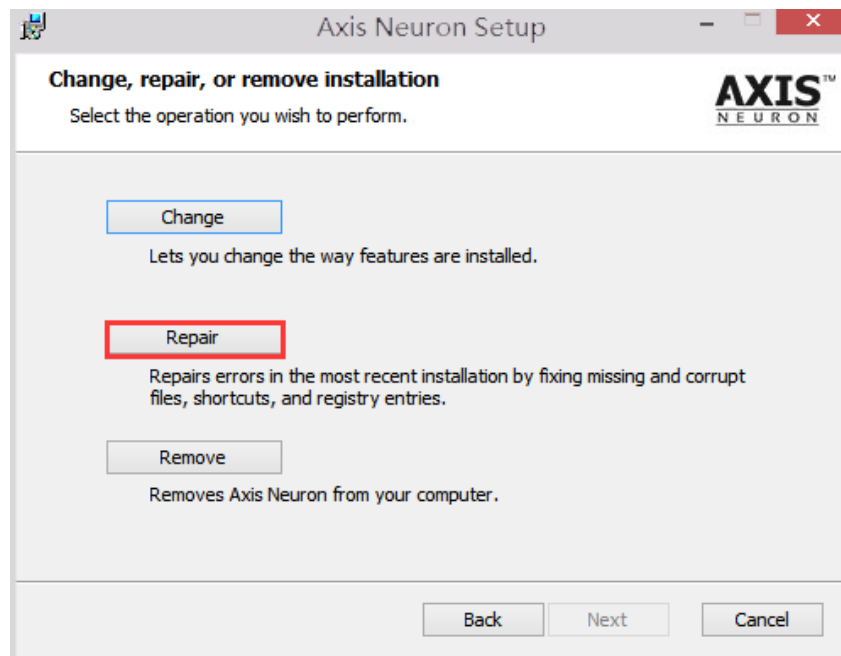 Axis Neuron Setup
Change, repair, or remove installation
Select the operation you wish to perform.
AXIS™
NEURON
Change
Lets you change the way features are installed.
Repair
Repairs errors in the most recent installation by fixing missing and corrupt
files, shortcuts, and registry entries.
Remove
Removes Axis Neuron from your computer.
Back
Next
Cancel